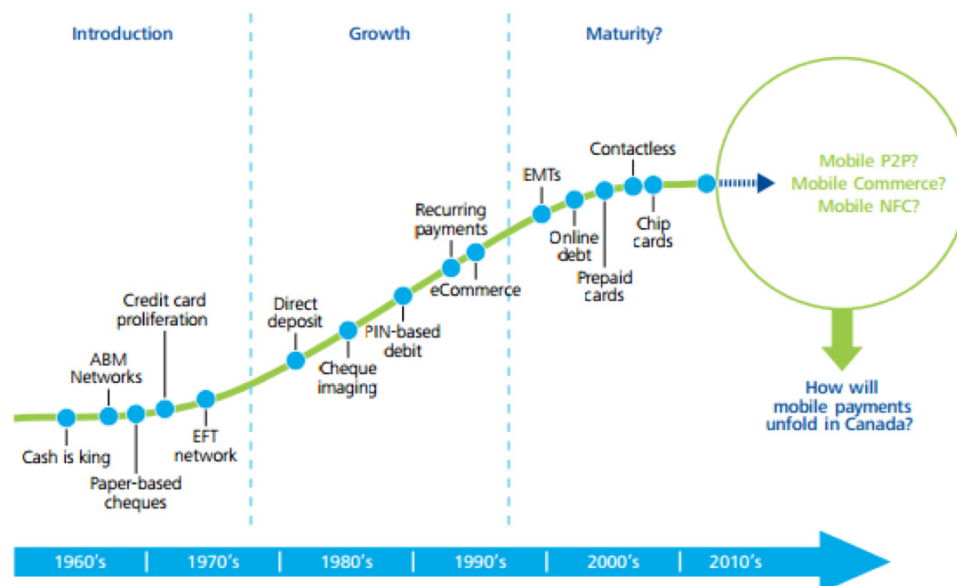 Introduction
Growth
Maturity?
Cash is king
ABM
Networks
Paper-based
cheques
Credit card
proliferation
EFT
network
Direct
deposit
Cheque
imaging
PIN-based
debit
Recurring
payments
eCommerce
EMTs
Online
debt
Prepaid
cards
Contactless
Chip
cards
Mobile P2P?
Mobile Commerce?
Mobile NFC?
How will
mobile payments
unfold in Canada?
1960's
1970's
1980's
1990's
2000's
2010's